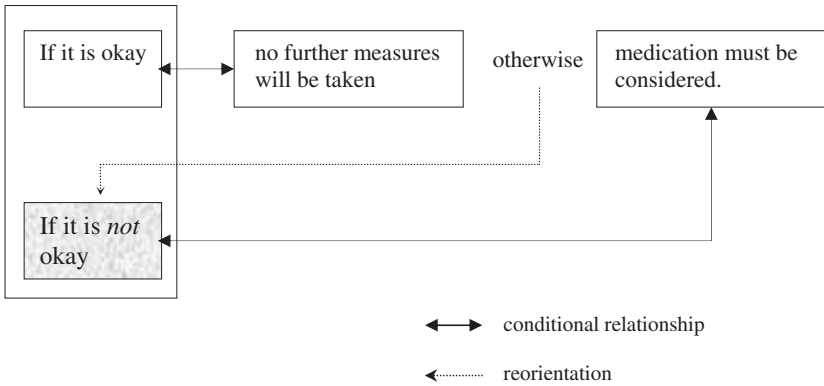 If it is okay
no further measures
will be taken
otherwise
medication must be
considered.
If it is not
okay
conditional relationship
reorientation